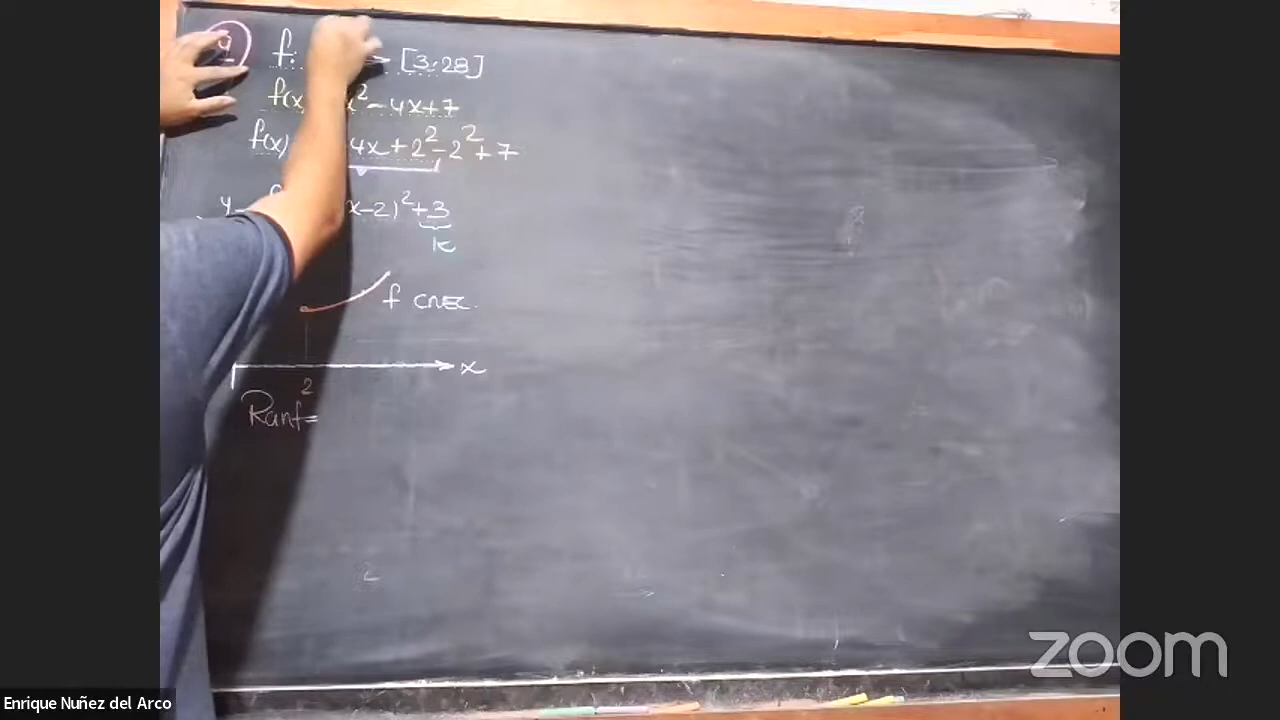 4
f: → [3; 28]
f(x) x² - 4x + 7
f(x) 4x + 2² - 2² + 7
y x - 2)² + 3
k
f crec.
x
2
Ranf =
zoom
Enrique Nuñez del Arco